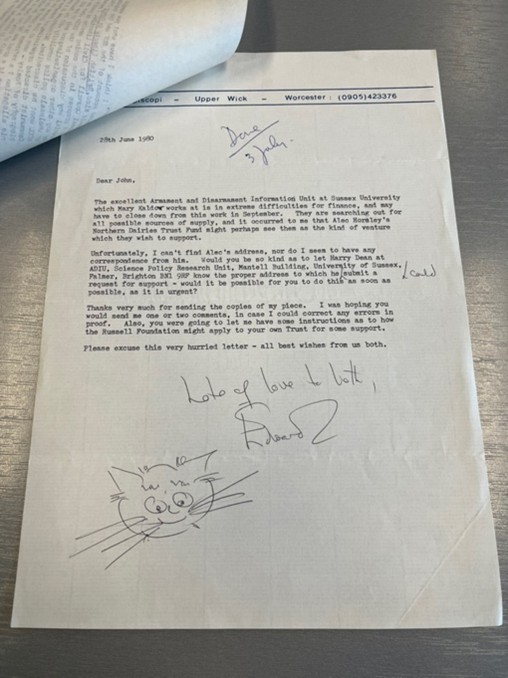 scopi - Upper Wick - Worcester: (0905)423376
28th June 1980
Done
3 July.
Dear John,
The excellent Armament and Disarmament Information Unit at Sussex University
which Mary Kaldor works at is in extreme difficulties for finance, and may
have to close down from this work in September. They are searching out for
all possible sources of supply, and it occurred to me that Alec Horsley's
Northern Dairies Trust Fund might perhaps see them as the kind of venture
which they wish to support.
Unfortunately, I can't find Alec's address, nor do I seem to have any
correspondence from him. Would you be so kind as to let Harry Dean at
ADIU, Science Policy Research Unit, Mantell Building, University of Sussex,
Falmer, Brighton BN1 9RF know the proper address to which he submit a
/could
request for support - would it be possible for you to do this as soon as
possible, as it is urgent?
Thanks very much for sending the copies of my piece. I was hoping you
would send me one or two comments, in case I could correct any errors in
proof. Also, you were going to let me have some instructions as to how
the Russell Foundation might apply to your own Trust for some support.
Please excuse this very hurried letter - all best wishes from us both.
Lots of love to both,
Edward